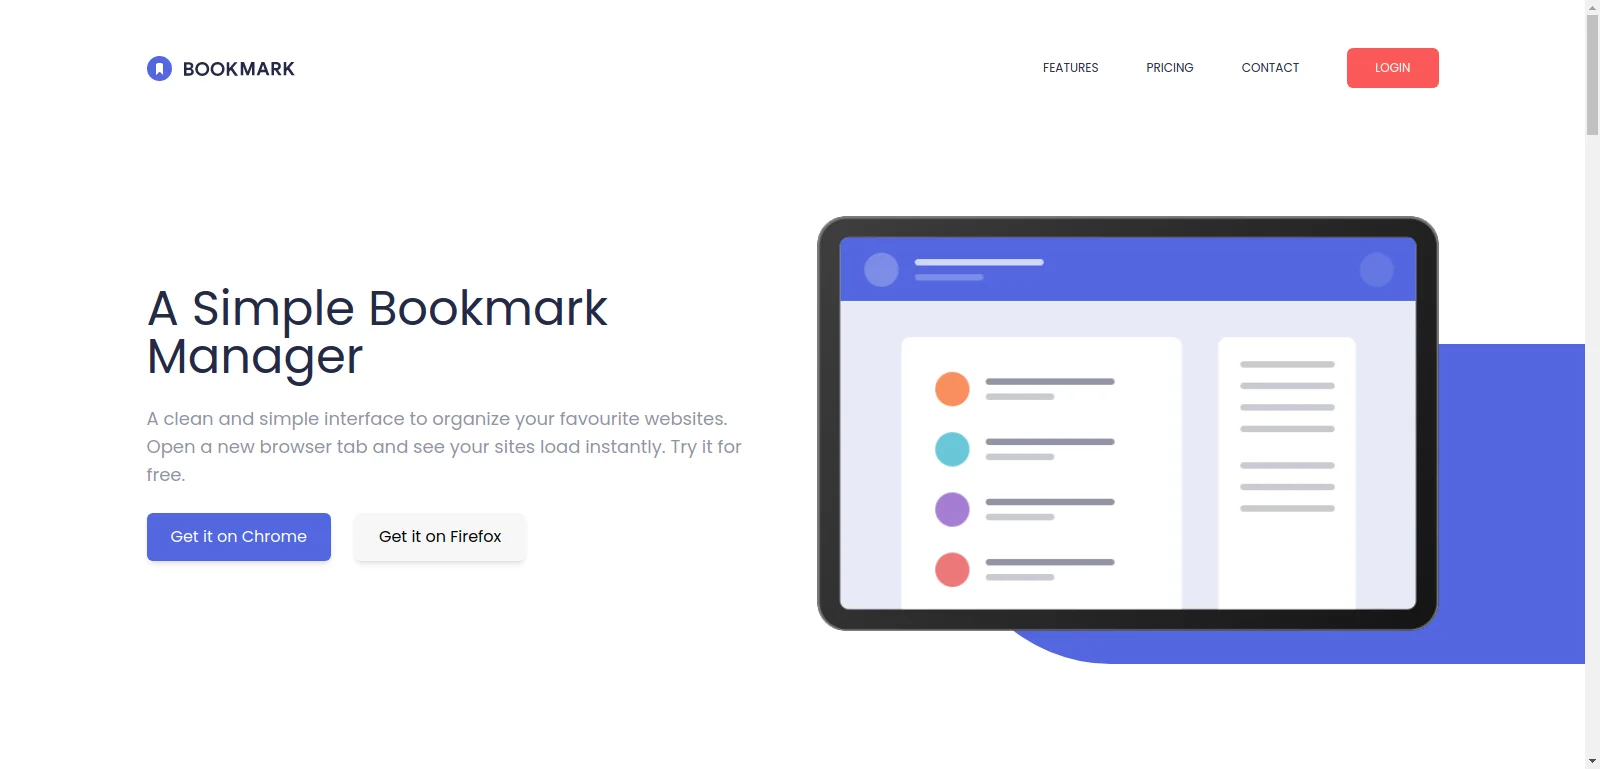 BOOKMARK
FEATURES
PRICING
CONTACT
LOGIN
A Simple Bookmark
Manager
A clean and simple interface to organize your favourite websites.
Open a new browser tab and see your sites load instantly. Try it for
free.
Get it on Chrome
Get it on Firefox